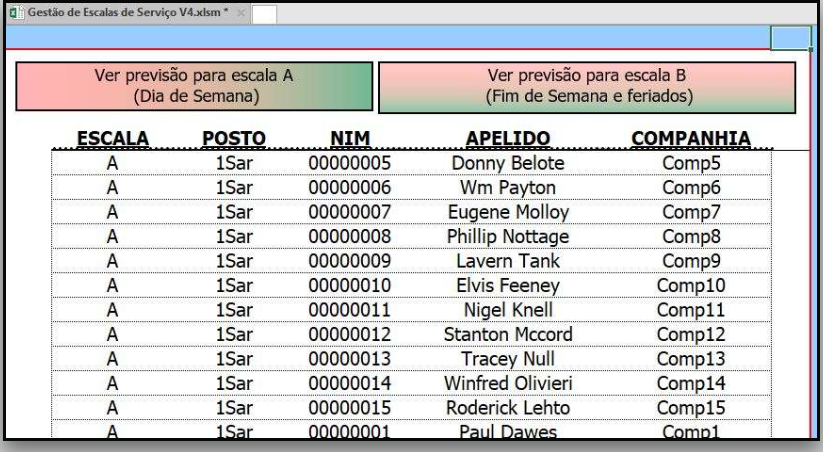 Gestão de Escalas de Serviço V4.xlsm *
Ver previsão para escala A
(Dia de Semana)
Ver previsão para escala B
(Fim de Semana e feriados)
ESCALA POSTO NIM APELIDO COMPANHIA
A 1Sar 00000005 Donny Belote Comp5
A 1Sar 00000006 Wm Payton Comp6
A 1Sar 00000007 Eugene Molloy Comp7
A 1Sar 00000008 Phillip Nottage Comp8
A 1Sar 00000009 Lavern Tank Comp9
A 1Sar 00000010 Elvis Feeney Comp10
A 1Sar 00000011 Nigel Knell Comp11
A 1Sar 00000012 Stanton Mccord Comp12
A 1Sar 00000013 Tracey Null Comp13
A 1Sar 00000014 Winfred Olivieri Comp14
A 1Sar 00000015 Roderick Lehto Comp15
A 1Sar 00000001 Paul Dawes Comp1